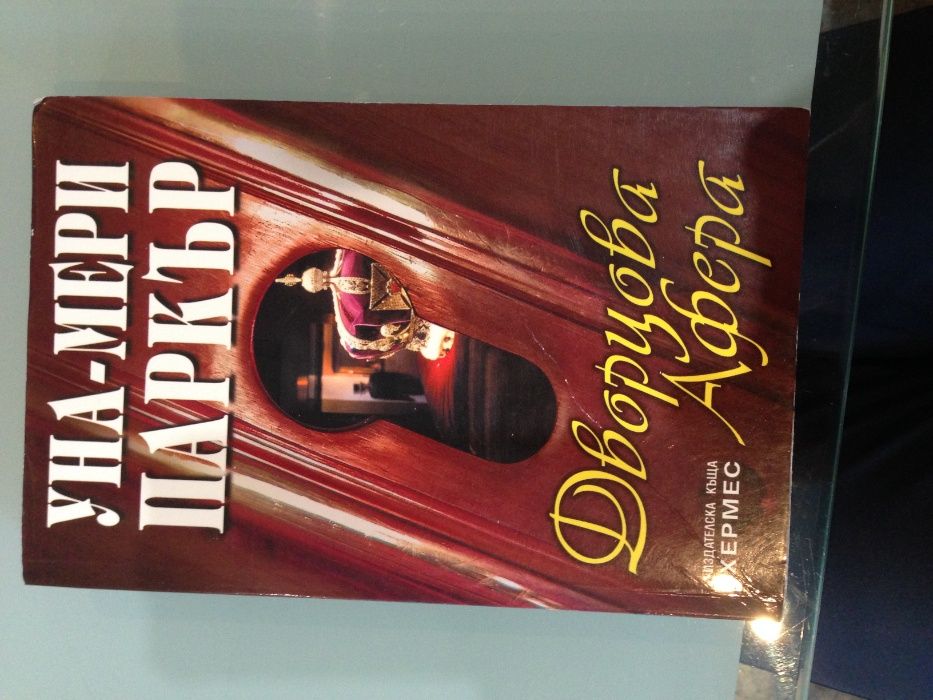 УНА-МЕРИ
ПАРКЪР
Дворцова
Афера
ИЗДАТЕЛСКА КЪЩА
ХЕРМЕС